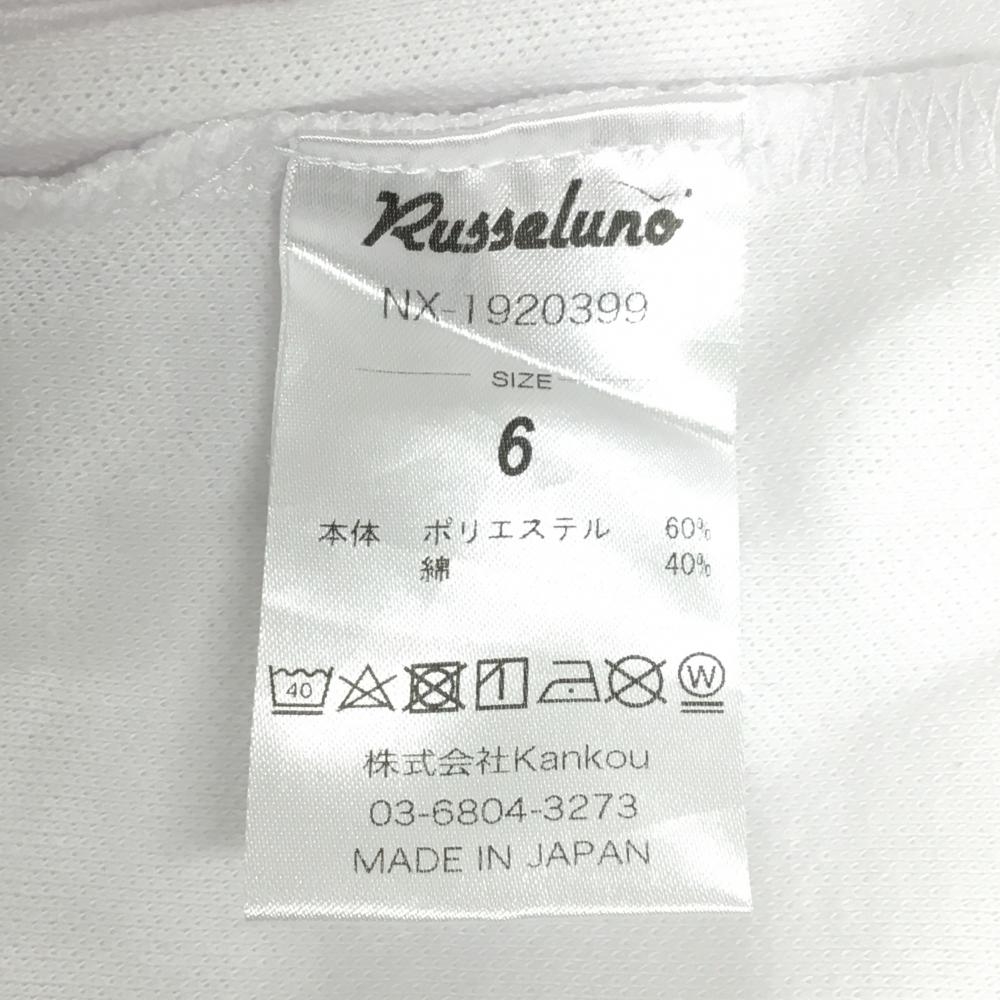 Russeluno
NX-1920399
SIZE
6
本体 ポリエステル 60%
綿 40%
40 W
株式会社Kankou
03-6804-3273
MADE IN JAPAN